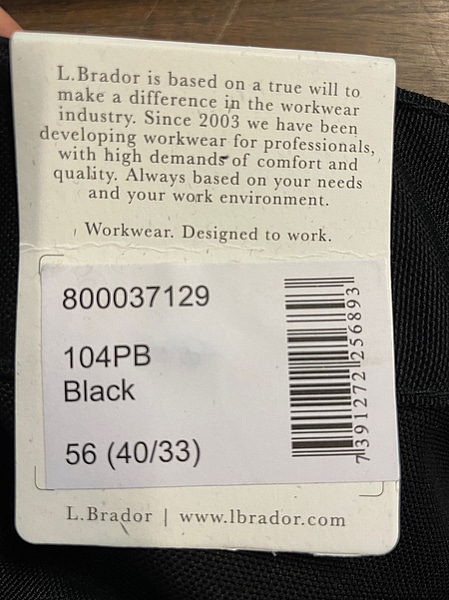 L.Brador is based on a true will to
make a difference in the workwear
industry. Since 2003 we have been
developing workwear for professionals,
with high demands of comfort and
quality. Always based on your needs
and your work environment.
Workwear. Designed to work.
800037129
104PB
Black
56 (40/33)
7391272256893
L.Brador | www.lbrador.com